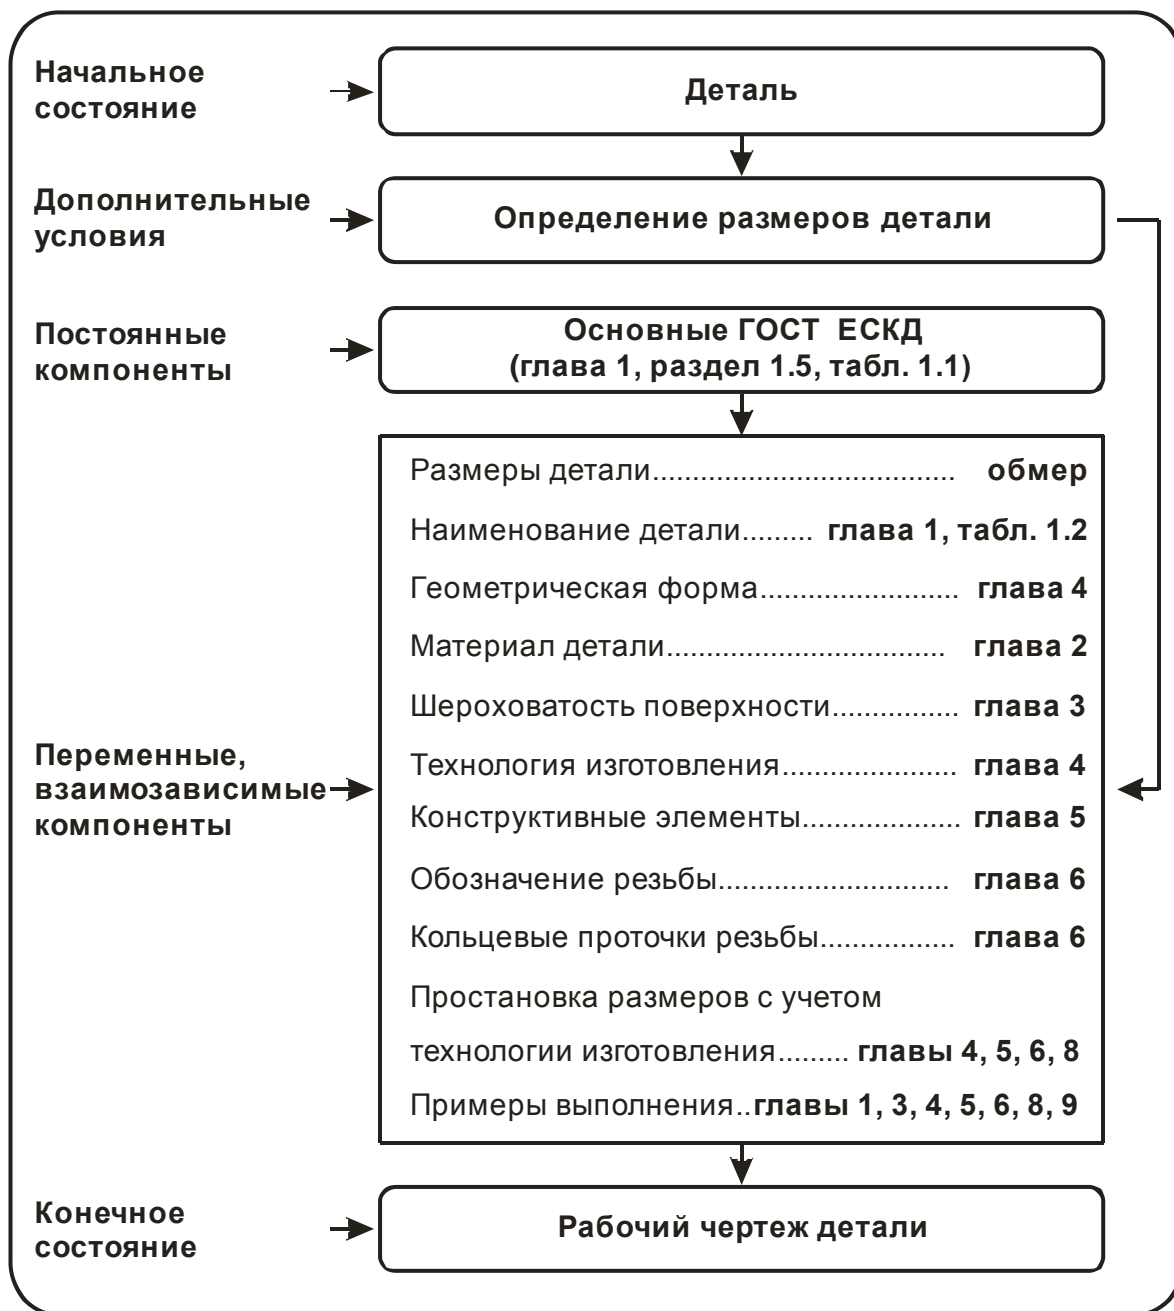 Начальное
состояние
Деталь
Дополнительные
условия
Определение размеров детали
Постоянные
компоненты
Основные ГОСТ ЕСКД
(глава 1, раздел 1.5, табл. 1.1)
Переменные,
взаимозависимые
компоненты
Размеры детали...................................... обмер
Наименование детали......... глава 1, табл. 1.2
Геометрическая форма......................... глава 4
Материал детали................................... глава 2
Шероховатость поверхности................ глава 3
Технология изготовления...................... глава 4
Конструктивные элементы.................... глава 5
Обозначение резьбы............................. глава 6
Кольцевые проточки резьбы................. глава 6
Простановка размеров с учетом
технологии изготовления......... главы 4, 5, 6, 8
Примеры выполнения..главы 1, 3, 4, 5, 6, 8, 9
Конечное
состояние
Рабочий чертеж детали